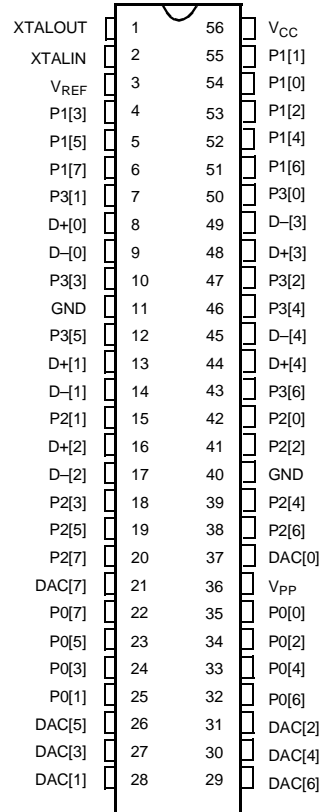 XTALOUT 1 56 VCC
XTALIN 2 55 P1[1]
VREF 3 54 P1[0]
P1[3] 4 53 P1[2]
P1[5] 5 52 P1[4]
P1[7] 6 51 P1[6]
P3[1] 7 50 P3[0]
D+[0] 8 49 D–[3]
D–[0] 9 48 D+[3]
P3[3] 10 47 P3[2]
GND 11 46 P3[4]
P3[5] 12 45 D–[4]
D+[1] 13 44 D+[4]
D–[1] 14 43 P3[6]
P2[1] 15 42 P2[0]
D+[2] 16 41 P2[2]
D–[2] 17 40 GND
P2[3] 18 39 P2[4]
P2[5] 19 38 P2[6]
P2[7] 20 37 DAC[0]
DAC[7] 21 36 VPP
P0[7] 22 35 P0[0]
P0[5] 23 34 P0[2]
P0[3] 24 33 P0[4]
P0[1] 25 32 P0[6]
DAC[5] 26 31 DAC[2]
DAC[3] 27 30 DAC[4]
DAC[1] 28 29 DAC[6]